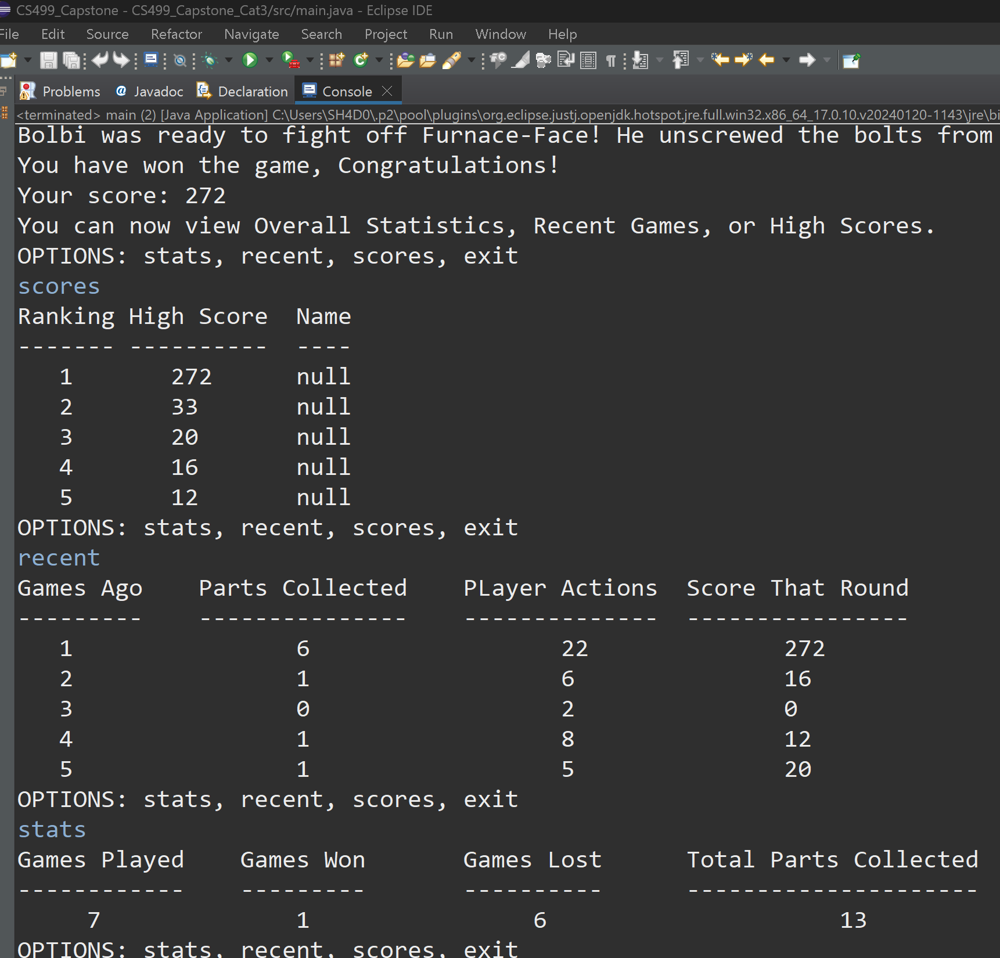 CS499_Capstone - CS499_Capstone_Cat3/src/main.java - Eclipse IDE
File Edit Source Refactor Navigate Search Project Run Window Help
Problems @ Javadoc Declaration Console
<terminated> main (2) [Java Application] C:\Users\SH4D0\.p2\pool\plugins\org.eclipse.justj.openjdk.hotspot.jre.full.win32.x86_64_17.0.10.v20240120-1143\jre\bi
Bolbi was ready to fight off Furnace-Face! He unscrewed the bolts from
You have won the game, Congratulations!
Your score: 272
You can now view Overall Statistics, Recent Games, or High Scores.
OPTIONS: stats, recent, scores, exit
scores
Ranking High Score  Name
------- ----------  ----
1 272 null
2 33 null
3 20 null
4 16 null
5 12 null
OPTIONS: stats, recent, scores, exit
recent
Games Ago    Parts Collected    PLayer Actions  Score That Round
---------    ---------------    --------------  ----------------
1 6 22 272
2 1 6 16
3 0 2 0
4 1 8 12
5 1 5 20
OPTIONS: stats, recent, scores, exit
stats
Games Played    Games Won       Games Lost      Total Parts Collected
------------    ---------       ----------      ---------------------
7 1 6 13
OPTIONS: stats, recent, scores, exit